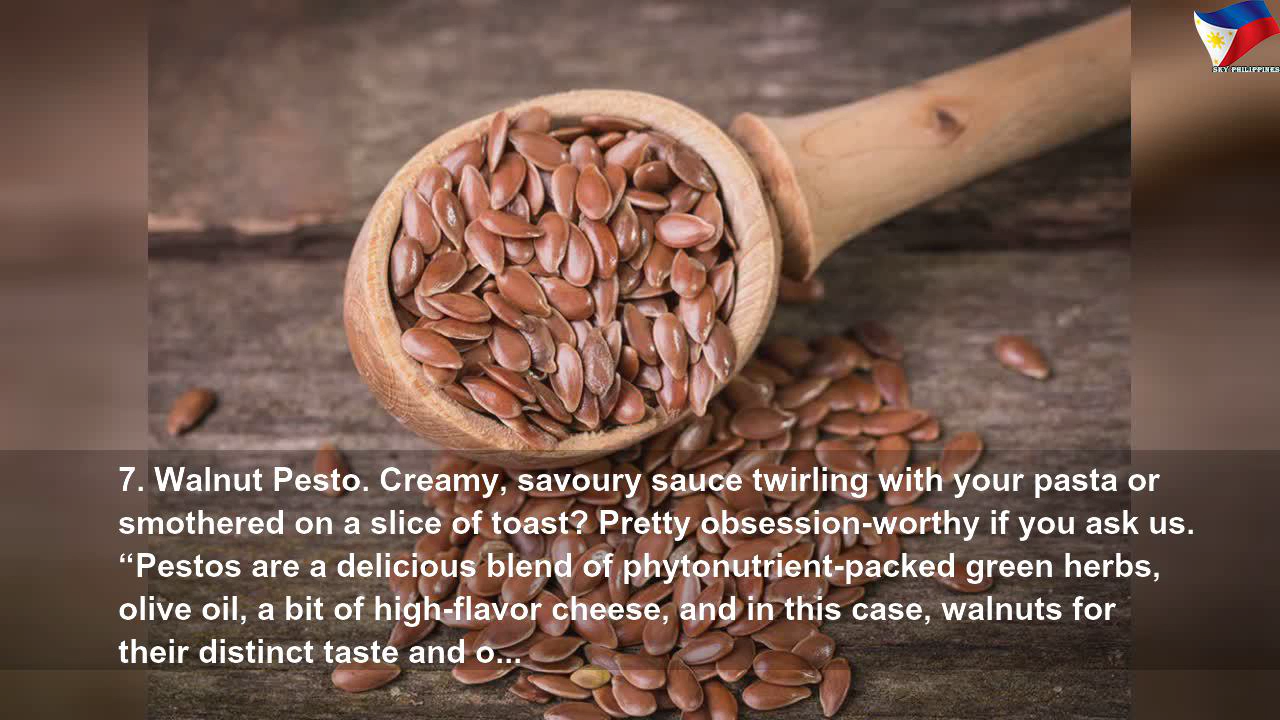 SKY PHILIPPINES
7. Walnut Pesto. Creamy, savoury sauce twirling with your pasta or
smothered on a slice of toast? Pretty obsession-worthy if you ask us.
“Pestos are a delicious blend of phytonutrient-packed green herbs,
olive oil, a bit of high-flavor cheese, and in this case, walnuts for
their distinct taste and o...